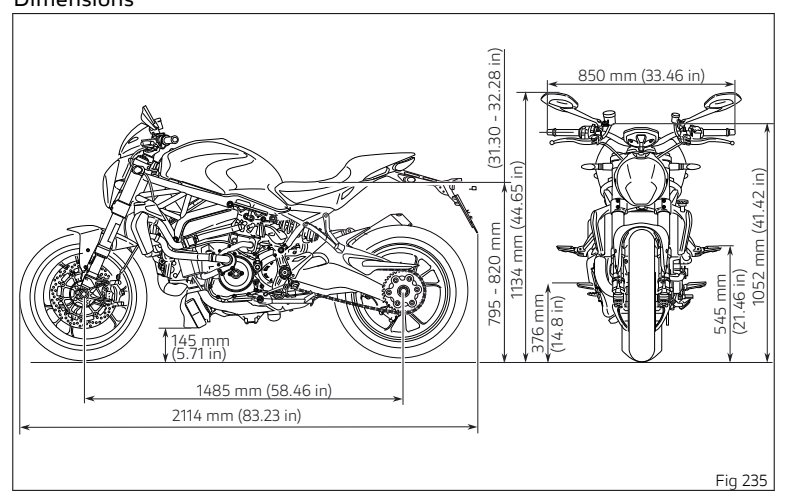 Dimensions
850 mm (33.46 in)
795 - 820 mm
(31.30 - 32.28 in)
1134 mm (44.65 in)
1052 mm (41.42 in)
545 mm
(21.46 in)
376 mm
(14.8 in)
145 mm
(5.71 in)
1485 mm (58.46 in)
2114 mm (83.23 in)
Fig 235